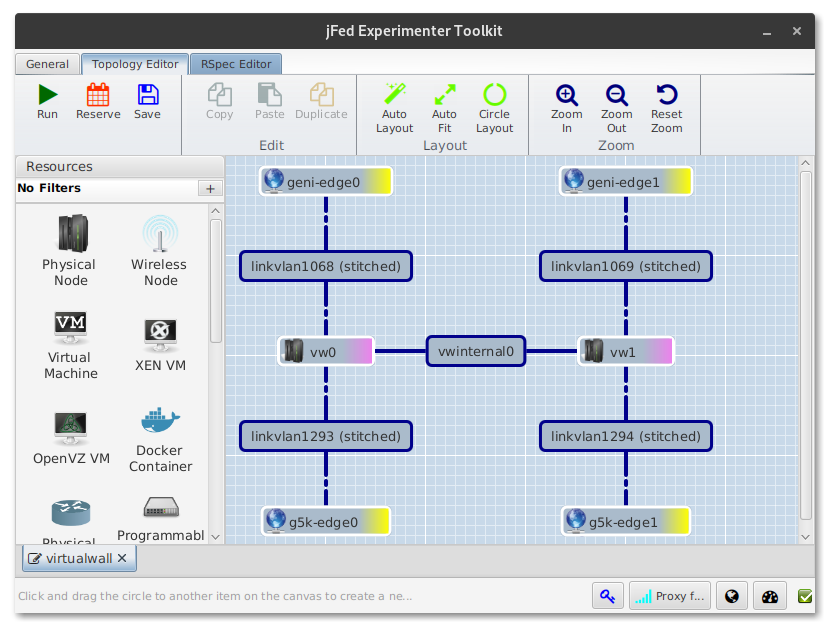 jFed Experimenter Toolkit
General Topology Editor RSpec Editor
Run Reserve Save Copy Paste Duplicate Auto Layout Auto Fit Circle Layout Zoom In Zoom Out Reset Zoom
Edit Layout Zoom
Resources
No Filters +
Physical Node
Wireless Node
VM
Virtual Machine
XEN VM
OpenVZ VM
Docker Container
Physical
Programmabl
geni-edge0 geni-edge1
linkvlan1068 (stitched) linkvlan1069 (stitched)
vw0 vwinternal0 vw1
linkvlan1293 (stitched) linkvlan1294 (stitched)
g5k-edge0 g5k-edge1
virtualwall
Click and drag the circle to another item on the canvas to create a ne... Proxy f...